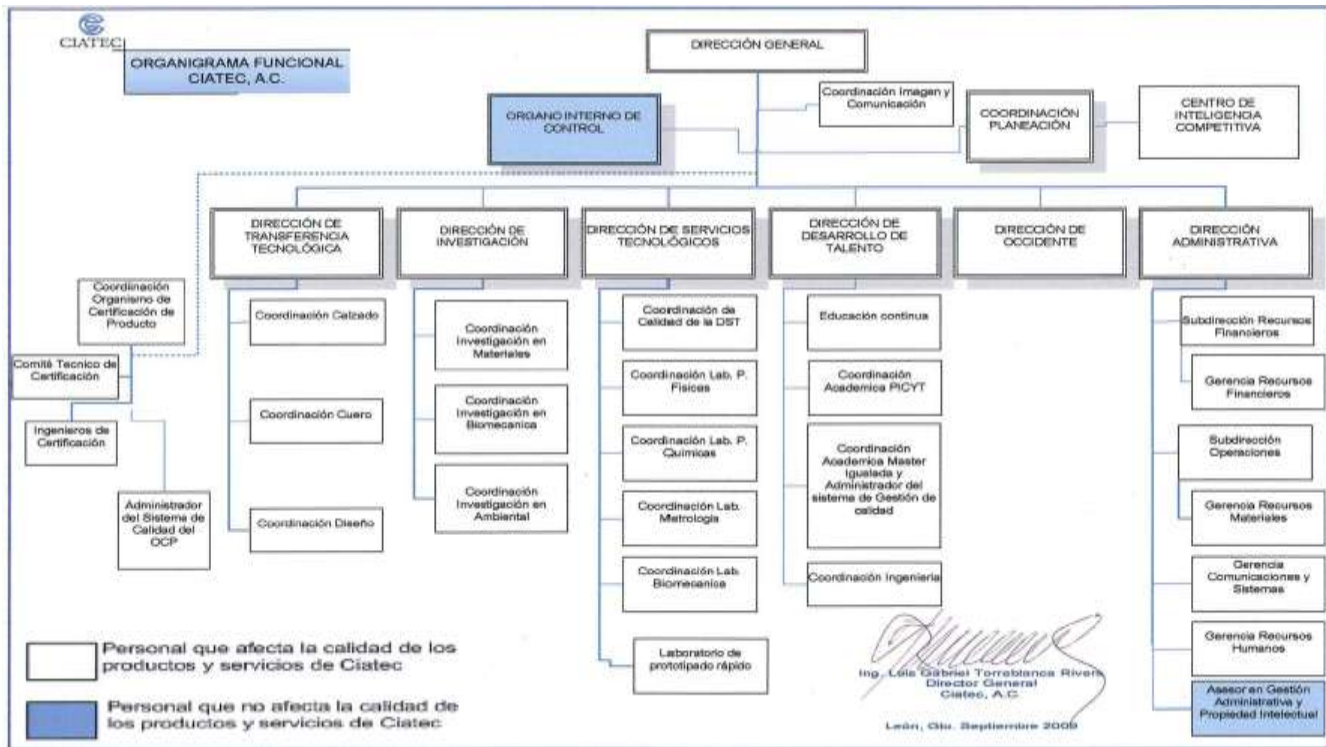 CIATEC
ORGANIGRAMA FUNCIONAL
CIATEC, A.C.
DIRECCIÓN GENERAL
Coordinación Imagen y
Comunicación
ORGANO INTERNO DE
CONTROL
COORDINACIÓN
PLANEACIÓN
CENTRO DE
INTELIGENCIA
COMPETITIVA
DIRECCIÓN DE
TRANSFERENCIA
TECNOLÓGICA
DIRECCIÓN DE
INVESTIGACIÓN
DIRECCIÓN DE SERVICIOS
TECNOLÓGICOS
DIRECCIÓN DE
DESARROLLO DE
TALENTO
DIRECCIÓN DE
OCCIDENTE
DIRECCIÓN
ADMINISTRATIVA
Coordiinación
Organismo de
Certificación de
Producto
Comité Tecnico de
Certificación
Ingenieros de
Certificación
Administrador
del Sistema de
Calidad del
OCP
Coordinación Calzado
Coordinación Cuero
Coordinación Diseño
Coordinación
Investigación en
Materiales
Coordinación
Investigación en
Biomecanica
Coordinación
Investigación en
Ambiental
Coordinación de
Calidad de la DST
Coordinación Lab. P.
Fisicas
Coordinación Lab. P.
Quimicas
Coordinación Lab.
Metrologia
Coordinación Lab.
Biomecanica
Laboratorio de
prototipado rápido
Educación continua
Coordinación
Academica PICYT
Coordinación
Academica Master
Igualada y
Administrador del
sistema de Gestión de
calidad
Coordinación Ingenieria
Subdirección Recursos
Financieros
Gerencia Recursos
Financieros
Subdirección
Operaciones
Gerencia Recursos
Materiales
Gerencia
Comunicaciones y
Sistemas
Gerencia Recursos
Humanos
Asesor en Gestión
Administrativa y
Propiedad Intelectual
Personal que afecta la calidad de los
productos y servicios de Ciatec
Personal que no afecta la calidad de
los productos y servicios de Ciatec
Ing. Luis Gabriel Torreblanca Rivera
Director General
Ciatec, A.C.
León, Gto. Septiembre 2009